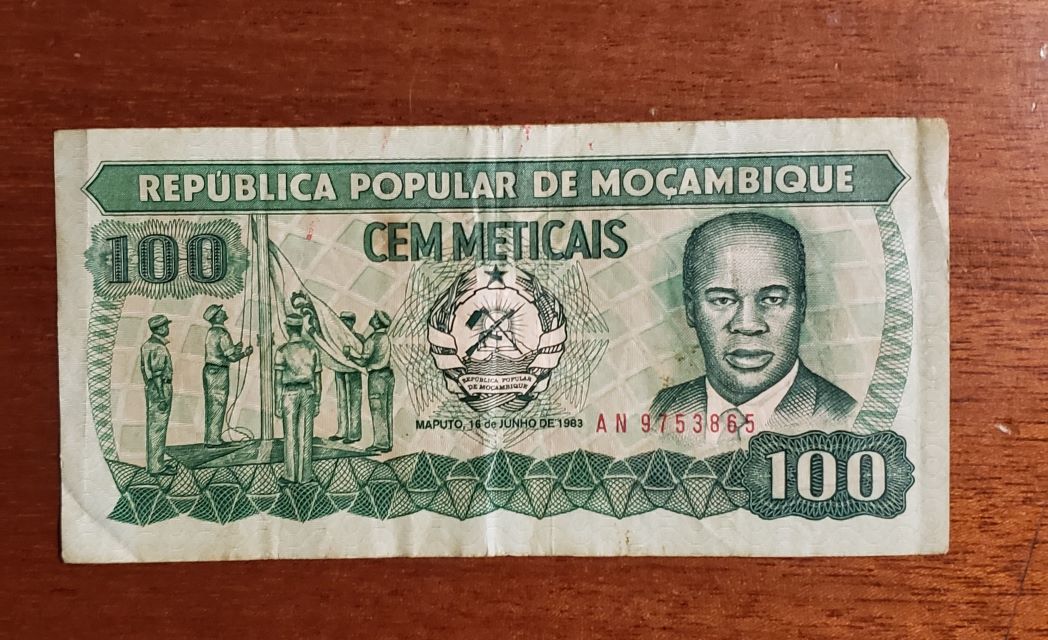 REPÚBLICA POPULAR DE MOÇAMBIQUE
100
CEM METICAIS
REPÚBLICA POPULAR
DE MOÇAMBIQUE
MAPUTO, 16 de JUNHO DE 1983
AN 9753865
100